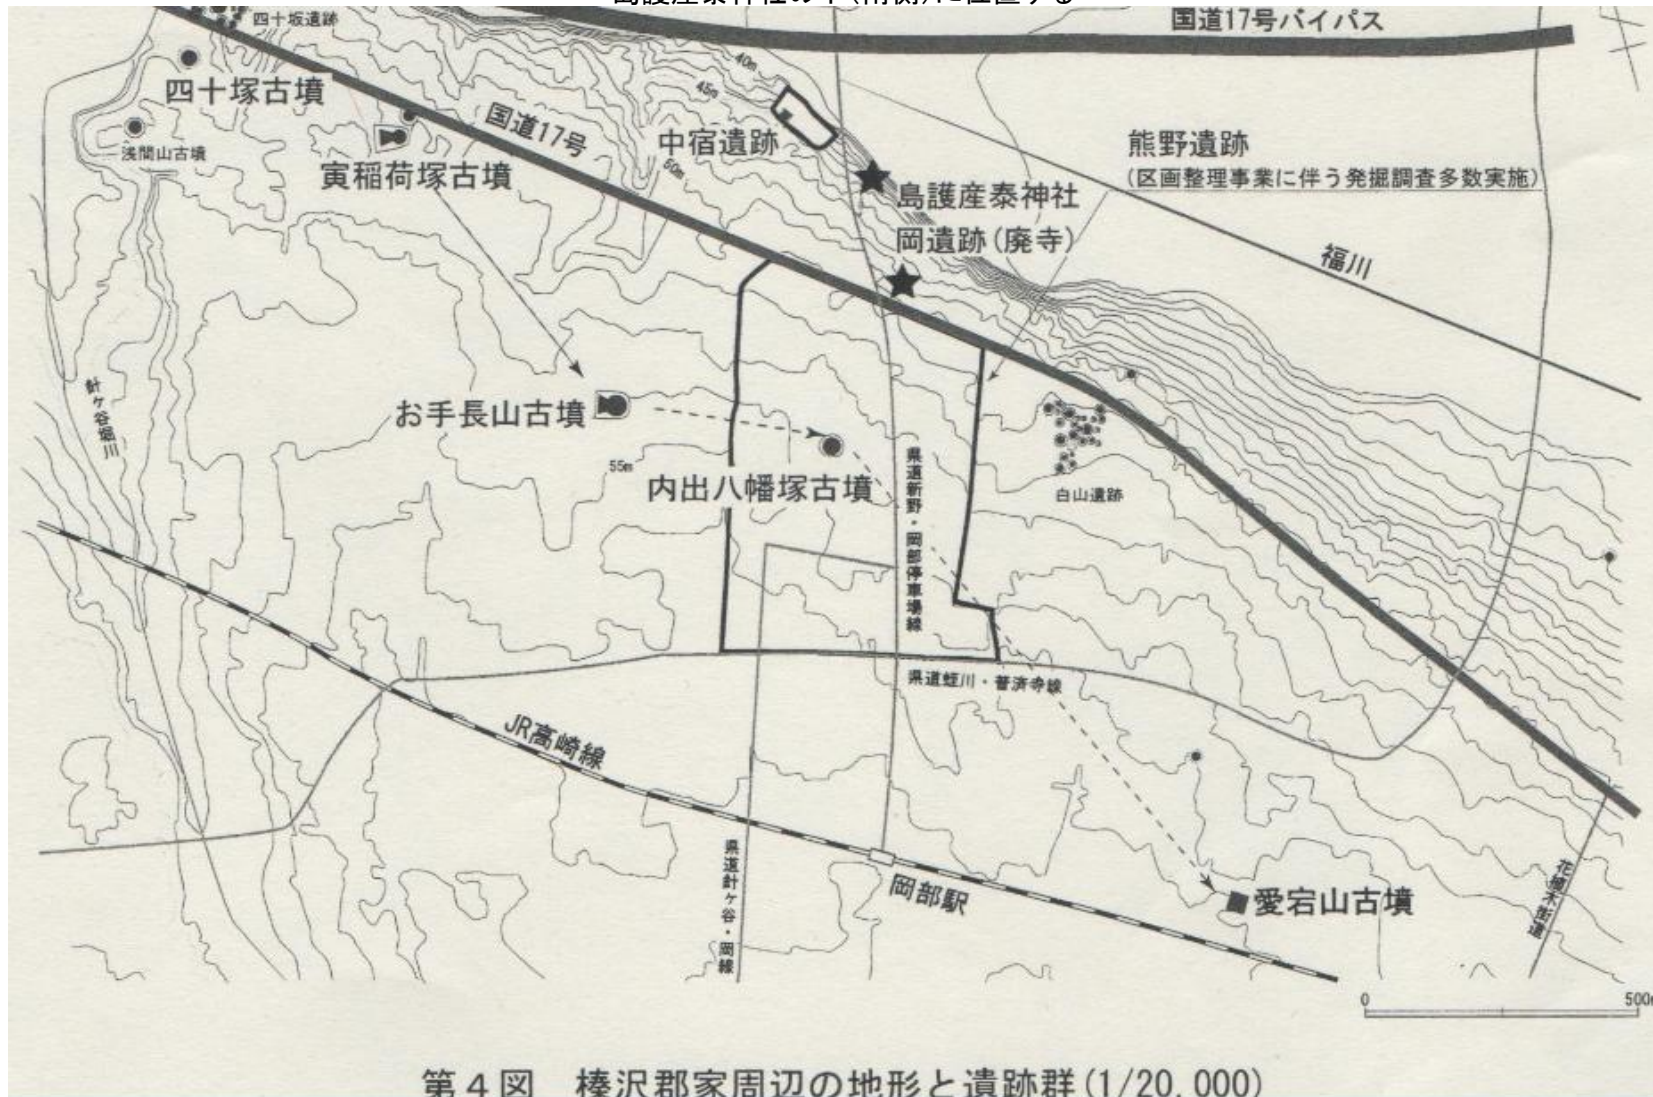 国道17号バイパス
四十坂遺跡
四十塚古墳
浅間山古墳
寅稲荷塚古墳
国道17号
40m
45m
50m
中宿遺跡
熊野遺跡
(区画整理事業に伴う発掘調査多数実施)
島護産泰神社
岡遺跡(廃寺)
福川
針ヶ谷堀川
お手長山古墳
55m
内出八幡塚古墳
県道新野・岡部停車場線
白山遺跡
県道蛭川・普済寺線
JR高崎線
県道針ヶ谷・岡線
岡部駅
愛宕山古墳
花植木街道
0 500m
第4図 榛沢郡家周辺の地形と遺跡群(1/20,000)